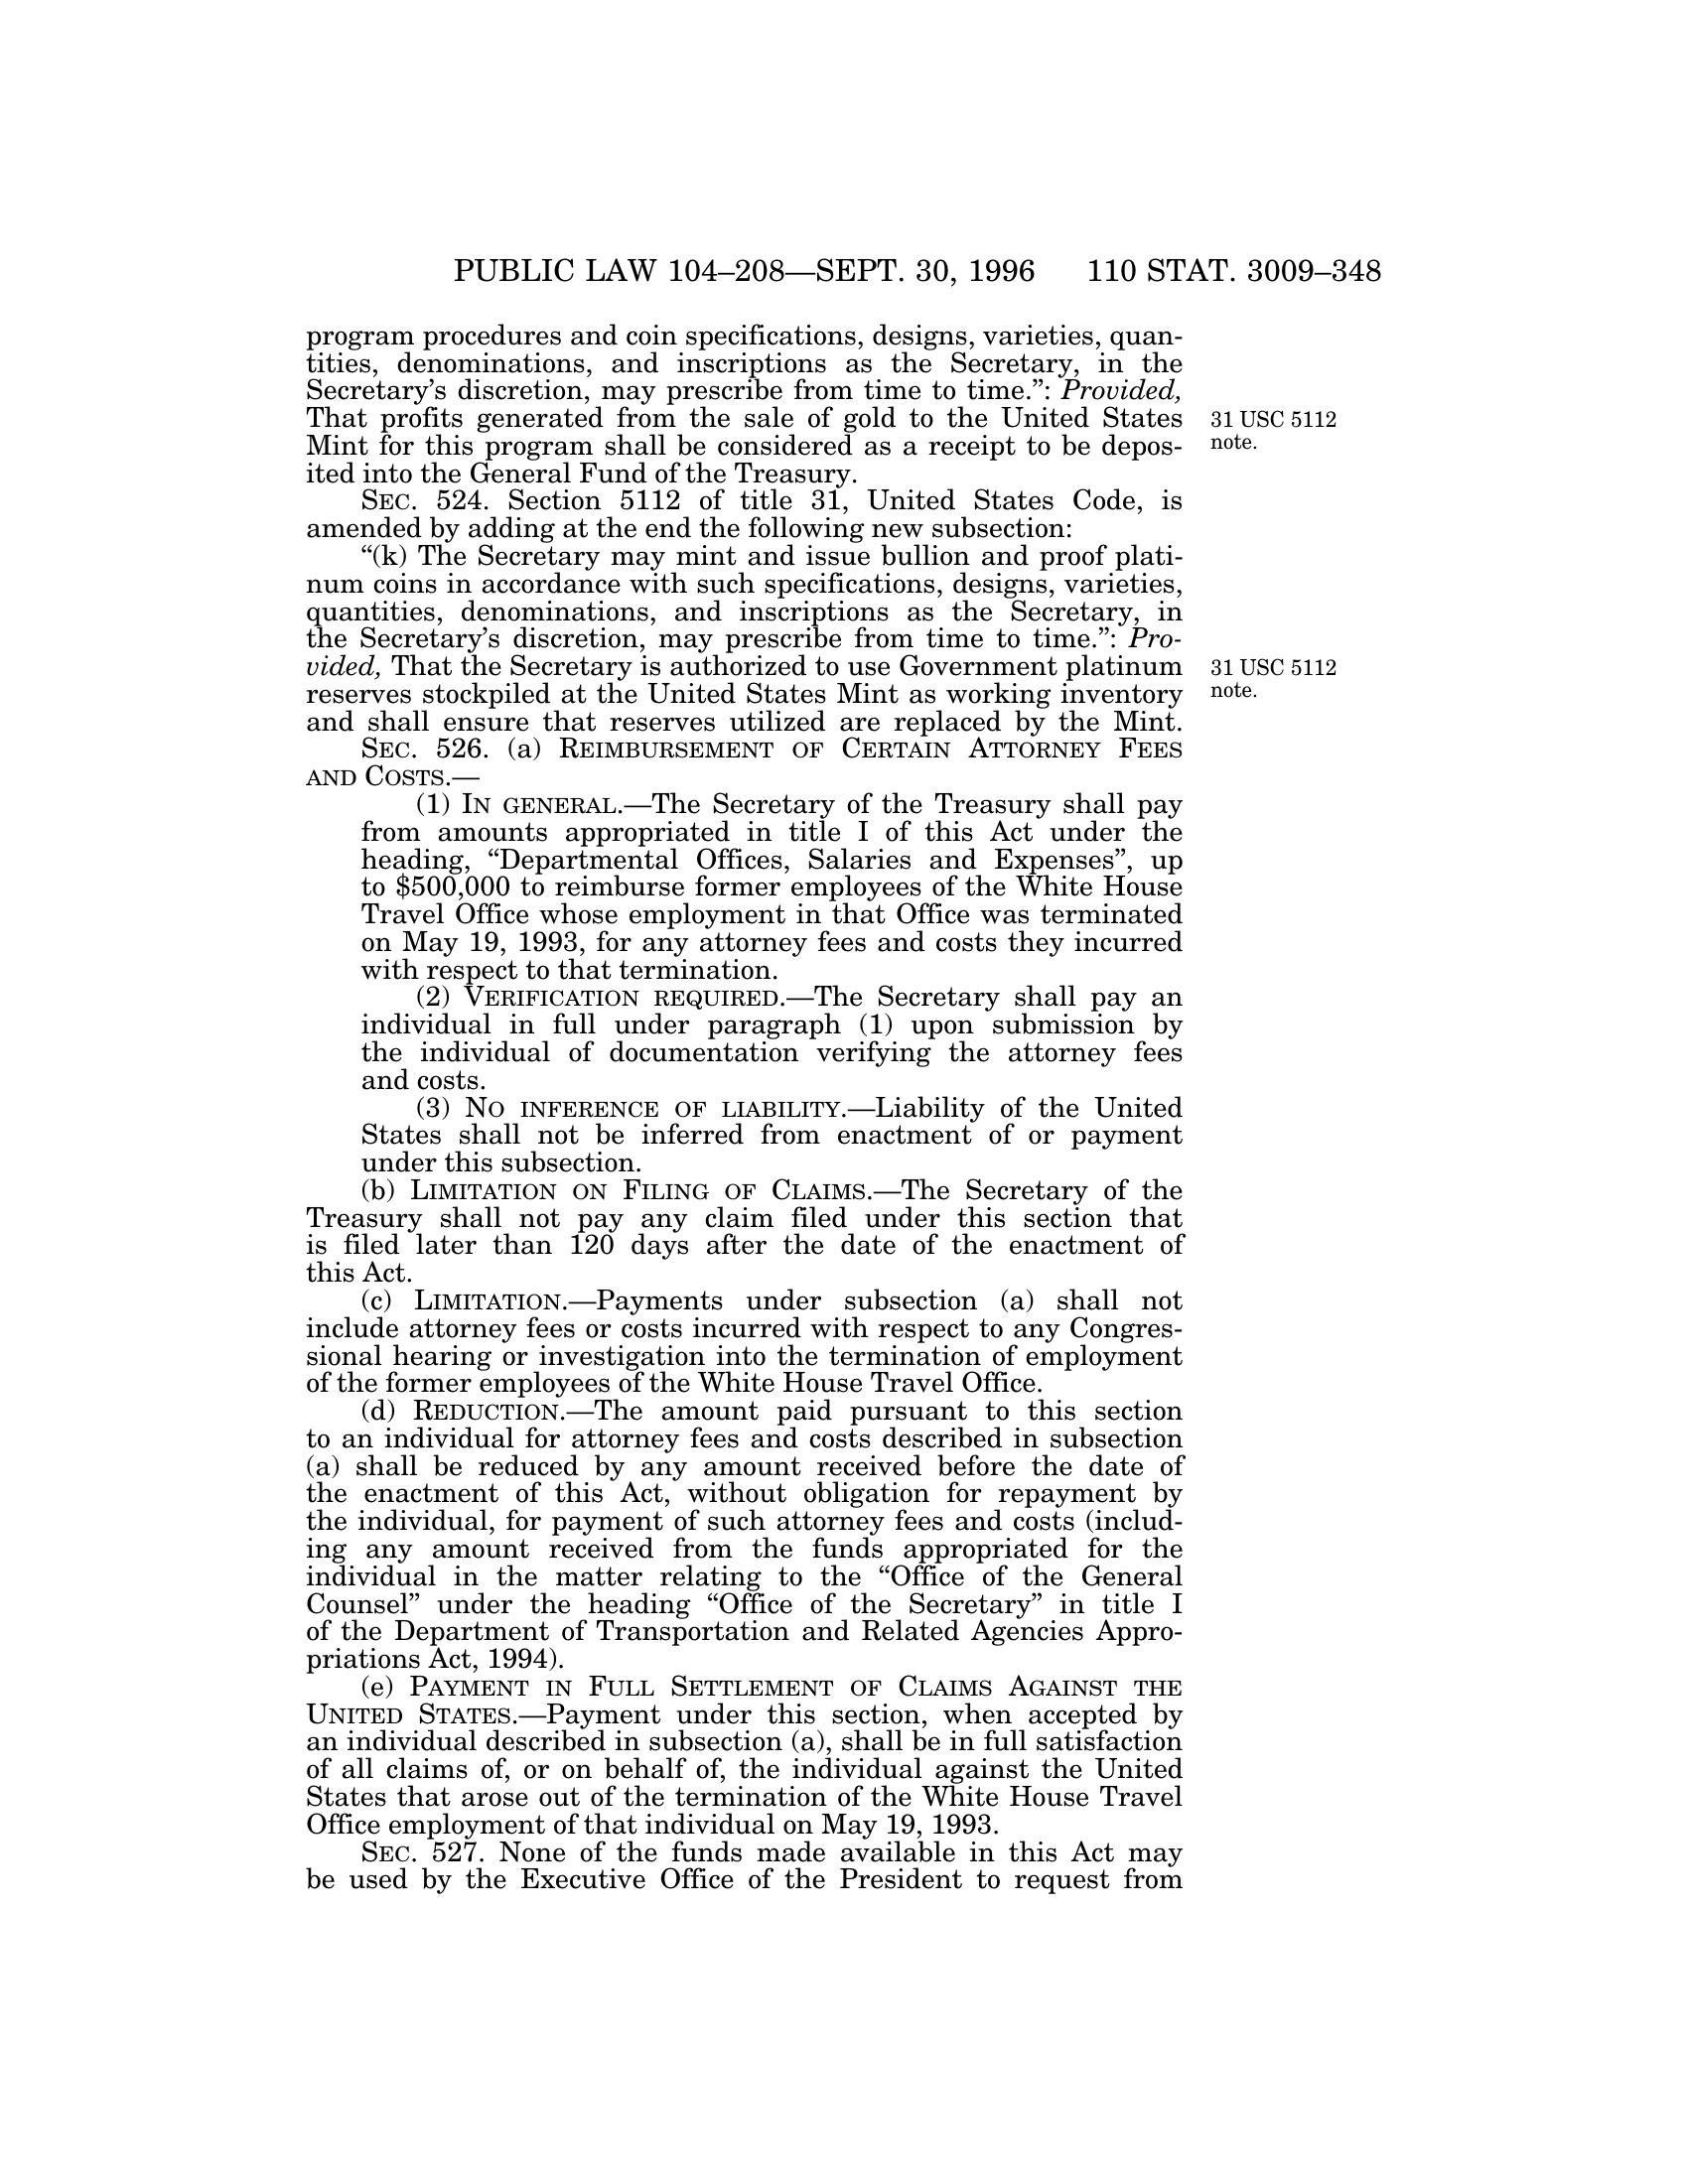 PUBLIC LAW 104–208—SEPT. 30, 1996 110 STAT. 3009–348
program procedures and coin specifications, designs, varieties, quan-
tities, denominations, and inscriptions as the Secretary, in the
Secretary’s discretion, may prescribe from time to time.”: Provided,
That profits generated from the sale of gold to the United States
Mint for this program shall be considered as a receipt to be depos-
ited into the General Fund of the Treasury.
31 USC 5112
note.
SEC. 524. Section 5112 of title 31, United States Code, is
amended by adding at the end the following new subsection:
“(k) The Secretary may mint and issue bullion and proof plati-
num coins in accordance with such specifications, designs, varieties,
quantities, denominations, and inscriptions as the Secretary, in
the Secretary’s discretion, may prescribe from time to time.”: Pro-
vided, That the Secretary is authorized to use Government platinum
reserves stockpiled at the United States Mint as working inventory
and shall ensure that reserves utilized are replaced by the Mint.
31 USC 5112
note.
SEC. 526. (a) REIMBURSEMENT OF CERTAIN ATTORNEY FEES
AND COSTS.—
(1) IN GENERAL.—The Secretary of the Treasury shall pay
from amounts appropriated in title I of this Act under the
heading, “Departmental Offices, Salaries and Expenses”, up
to $500,000 to reimburse former employees of the White House
Travel Office whose employment in that Office was terminated
on May 19, 1993, for any attorney fees and costs they incurred
with respect to that termination.
(2) VERIFICATION REQUIRED.—The Secretary shall pay an
individual in full under paragraph (1) upon submission by
the individual of documentation verifying the attorney fees
and costs.
(3) NO INFERENCE OF LIABILITY.—Liability of the United
States shall not be inferred from enactment of or payment
under this subsection.
(b) LIMITATION ON FILING OF CLAIMS.—The Secretary of the
Treasury shall not pay any claim filed under this section that
is filed later than 120 days after the date of the enactment of
this Act.
(c) LIMITATION.—Payments under subsection (a) shall not
include attorney fees or costs incurred with respect to any Congres-
sional hearing or investigation into the termination of employment
of the former employees of the White House Travel Office.
(d) REDUCTION.—The amount paid pursuant to this section
to an individual for attorney fees and costs described in subsection
(a) shall be reduced by any amount received before the date of
the enactment of this Act, without obligation for repayment by
the individual, for payment of such attorney fees and costs (includ-
ing any amount received from the funds appropriated for the
individual in the matter relating to the “Office of the General
Counsel” under the heading “Office of the Secretary” in title I
of the Department of Transportation and Related Agencies Appro-
priations Act, 1994).
(e) PAYMENT IN FULL SETTLEMENT OF CLAIMS AGAINST THE
UNITED STATES.—Payment under this section, when accepted by
an individual described in subsection (a), shall be in full satisfaction
of all claims of, or on behalf of, the individual against the United
States that arose out of the termination of the White House Travel
Office employment of that individual on May 19, 1993.
SEC. 527. None of the funds made available in this Act may
be used by the Executive Office of the President to request from